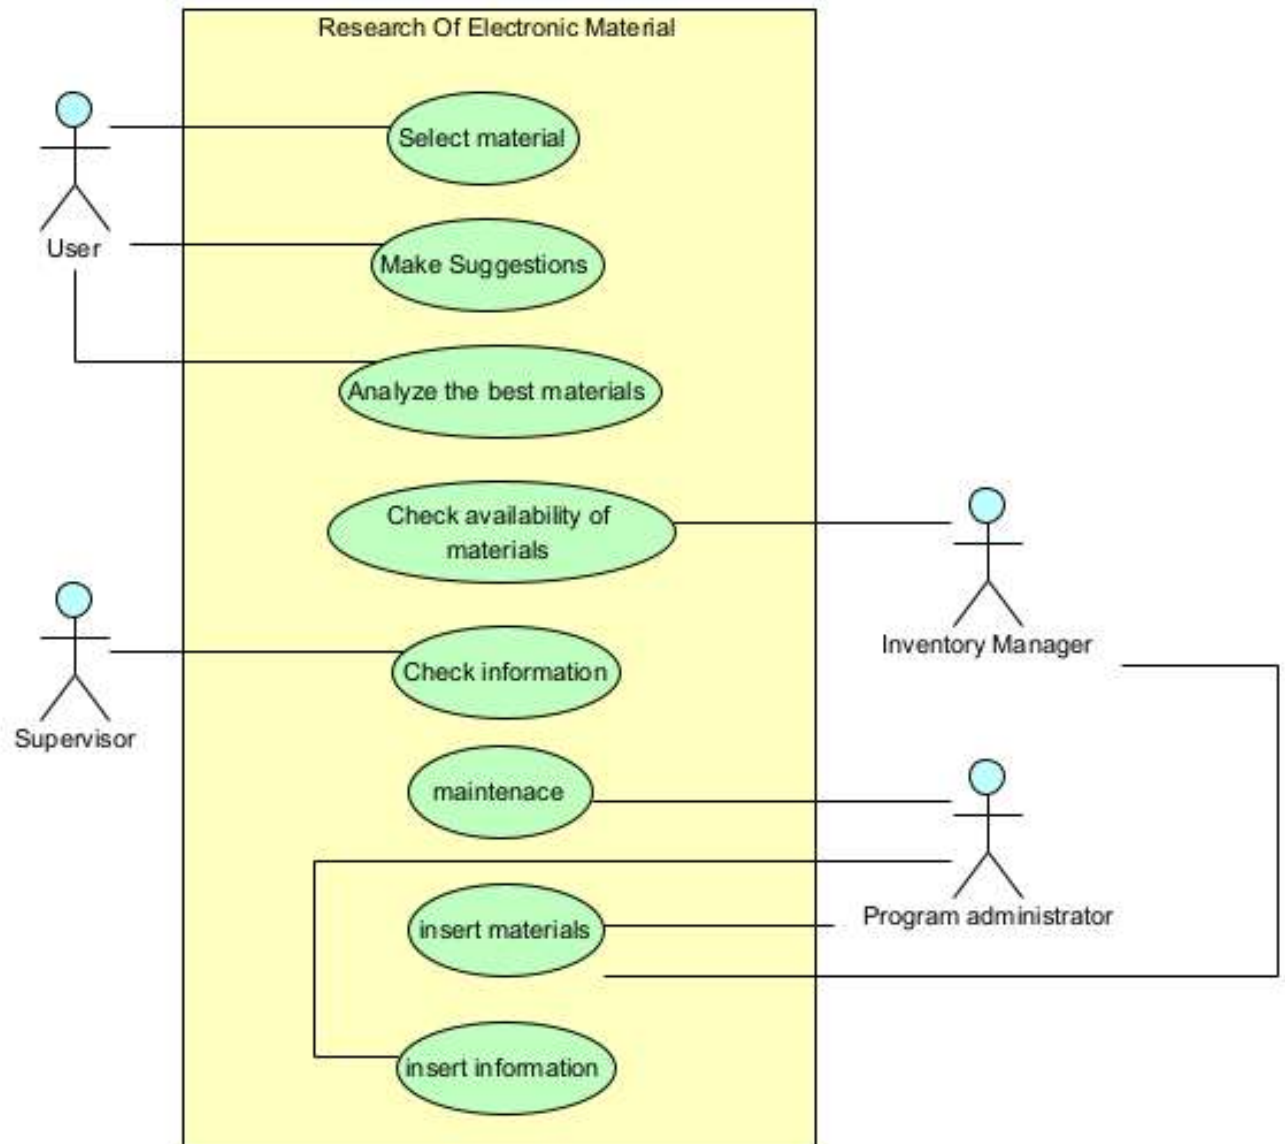 Research Of Electronic Material
Select material
User
Make Suggestions
Analyze the best materials
Check availability of
materials
Inventory Manager
Check information
Supervisor
maintenace
Program administrator
insert materials
insert information